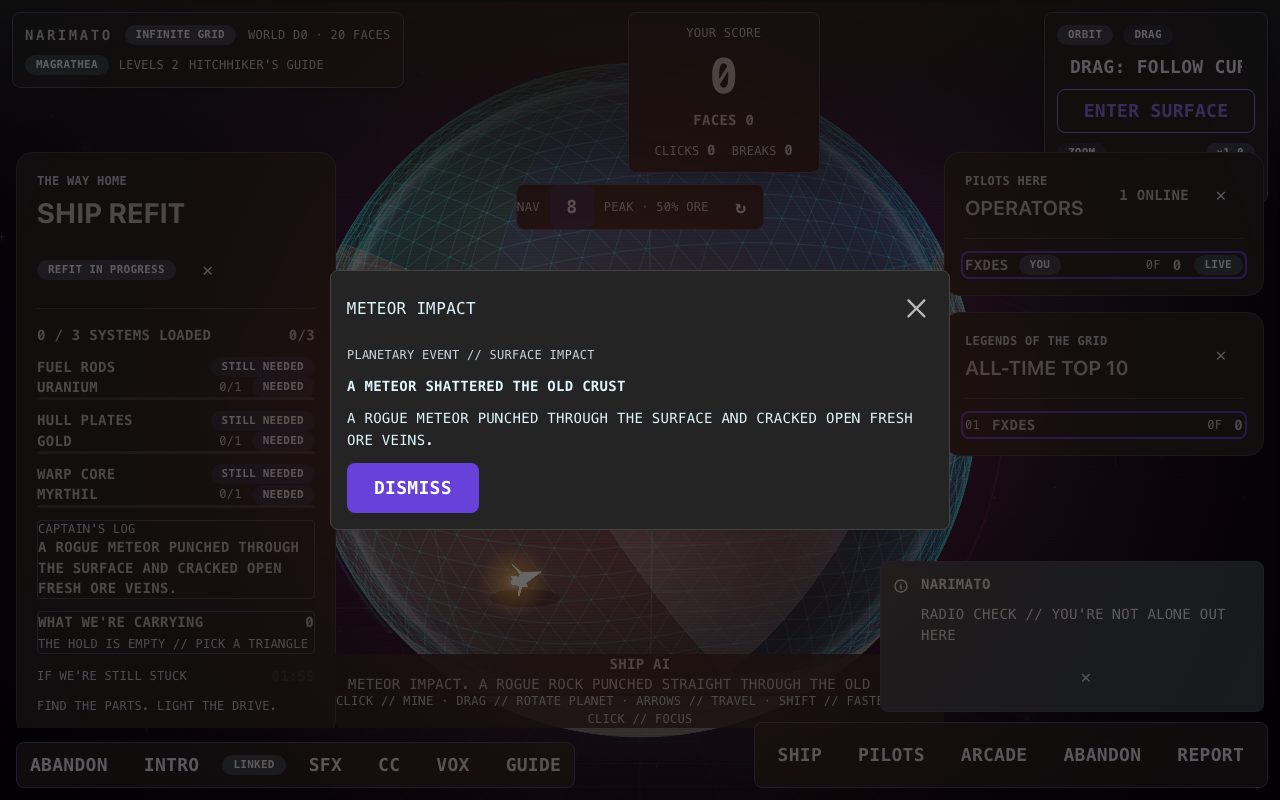 NARIMATO INFINITE GRID WORLD D0 · 20 FACES
MAGRATHEA LEVELS 2 HITCHHIKER'S GUIDE
YOUR SCORE
0
FACES 0
CLICKS 0 BREAKS 0
NAV 8 PEAK · 50% ORE ↻
ORBIT DRAG
DRAG: FOLLOW CUR
ENTER SURFACE
ZOOM ×1.0
THE WAY HOME
SHIP REFIT
REFIT IN PROGRESS ×
0 / 3 SYSTEMS LOADED 0/3
FUEL RODS STILL NEEDED
URANIUM 0/1 NEEDED
HULL PLATES STILL NEEDED
GOLD 0/1 NEEDED
WARP CORE STILL NEEDED
MYRTHIL 0/1 NEEDED
CAPTAIN'S LOG
A ROGUE METEOR PUNCHED THROUGH
THE SURFACE AND CRACKED OPEN
FRESH ORE VEINS.
WHAT WE'RE CARRYING 0
THE HOLD IS EMPTY // PICK A TRIANGLE
IF WE'RE STILL STUCK 01:59
FIND THE PARTS. LIGHT THE DRIVE.
PILOTS HERE
OPERATORS 1 ONLINE ×
FXDES YOU 0F 0 LIVE
LEGENDS OF THE GRID
ALL-TIME TOP 10 ×
01 FXDES 0F 0
METEOR IMPACT
PLANETARY EVENT // SURFACE IMPACT
A METEOR SHATTERED THE OLD CRUST
A ROGUE METEOR PUNCHED THROUGH THE SURFACE AND CRACKED OPEN FRESH
ORE VEINS.
DISMISS
NARIMATO
RADIO CHECK // YOU'RE NOT ALONE OUT
HERE
×
SHIP AI
METEOR IMPACT. A ROGUE ROCK PUNCHED STRAIGHT THROUGH THE OLD
CLICK // MINE · DRAG // ROTATE PLANET · ARROWS // TRAVEL · SHIFT // FASTE
CLICK // FOCUS
ABANDON INTRO LINKED SFX CC VOX GUIDE
SHIP PILOTS ARCADE ABANDON REPORT